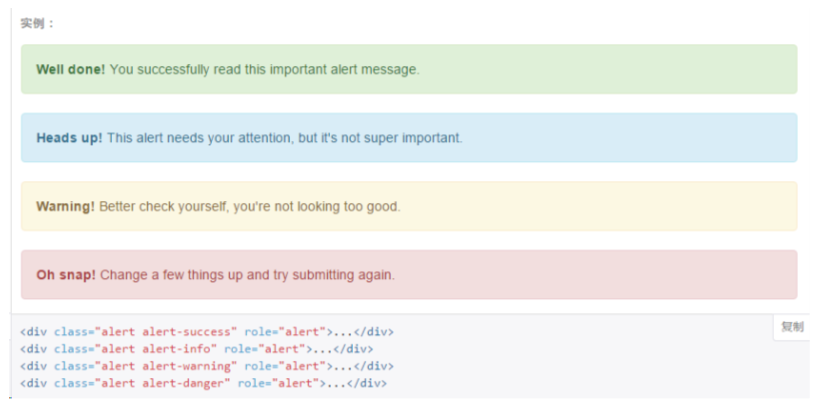 实例：
Well done! You successfully read this important alert message.
Heads up! This alert needs your attention, but it's not super important.
Warning! Better check yourself, you're not looking too good.
Oh snap! Change a few things up and try submitting again.
复制
<div class="alert alert-success" role="alert">...</div>
<div class="alert alert-info" role="alert">...</div>
<div class="alert alert-warning" role="alert">...</div>
<div class="alert alert-danger" role="alert">...</div>